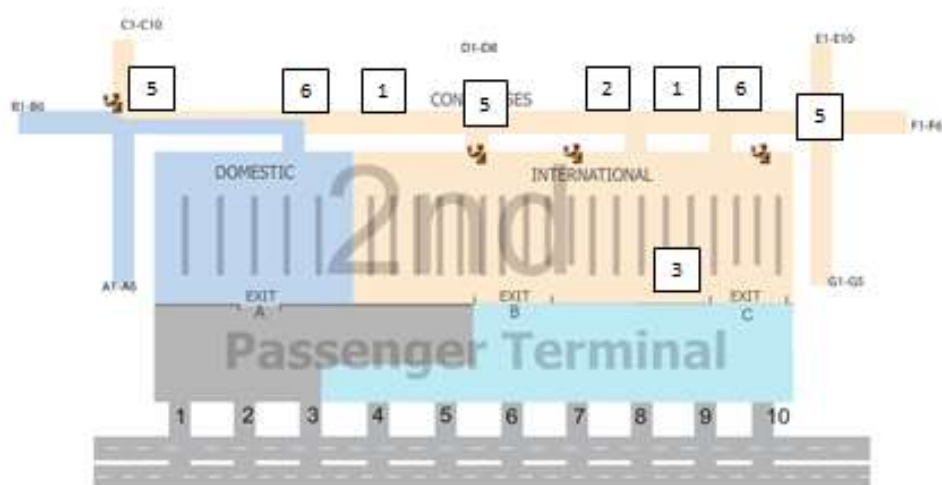 C1-C10
D1-D8
E1-E10
5
6
1
5
2
1
6
5
B1-B6
CON
SES
F1-F6
DOMESTIC
INTERNATIONAL
2nd
3
A1-A6
G1-G5
EXIT
A
EXIT
B
EXIT
C
Passenger Terminal
1
2
3
4
5
6
7
8
9
10